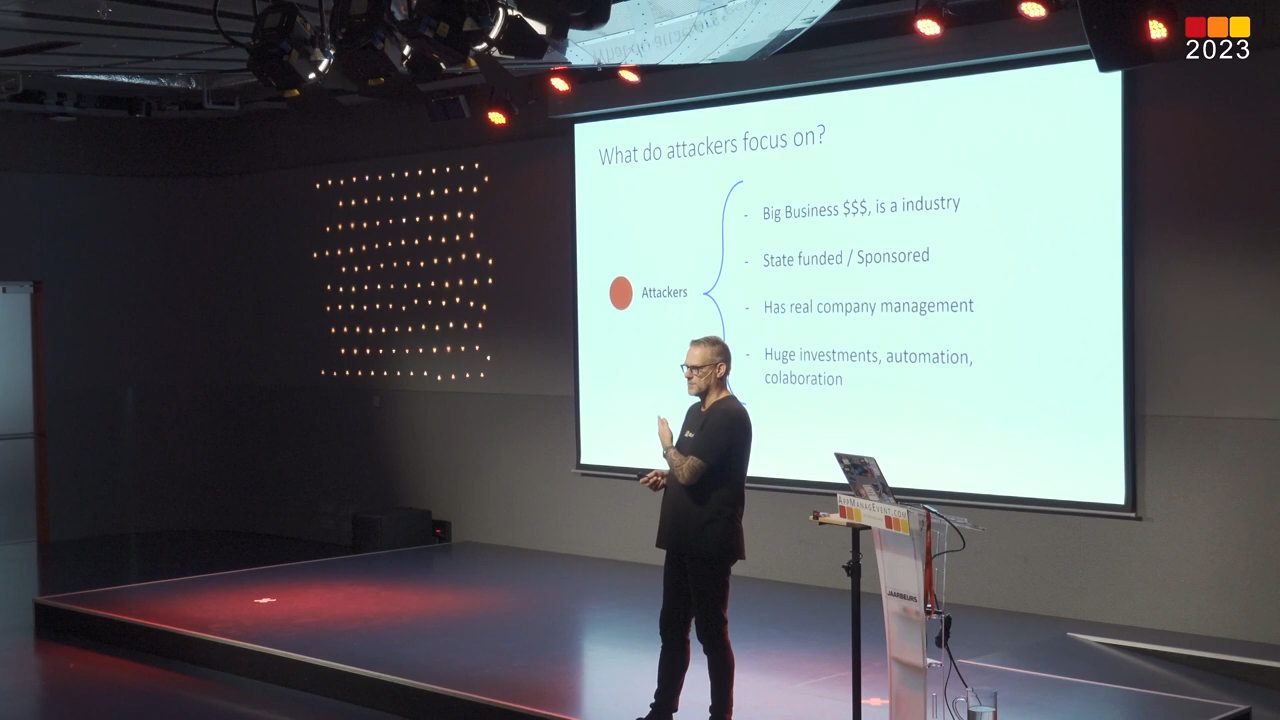 2023
What do attackers focus on?
- Big Business $$$, is a industry
- State funded / Sponsored
Attackers
- Has real company management
- Huge investments, automation,
colaboration
APPMANAGEVENT.COM
JAARBEURS